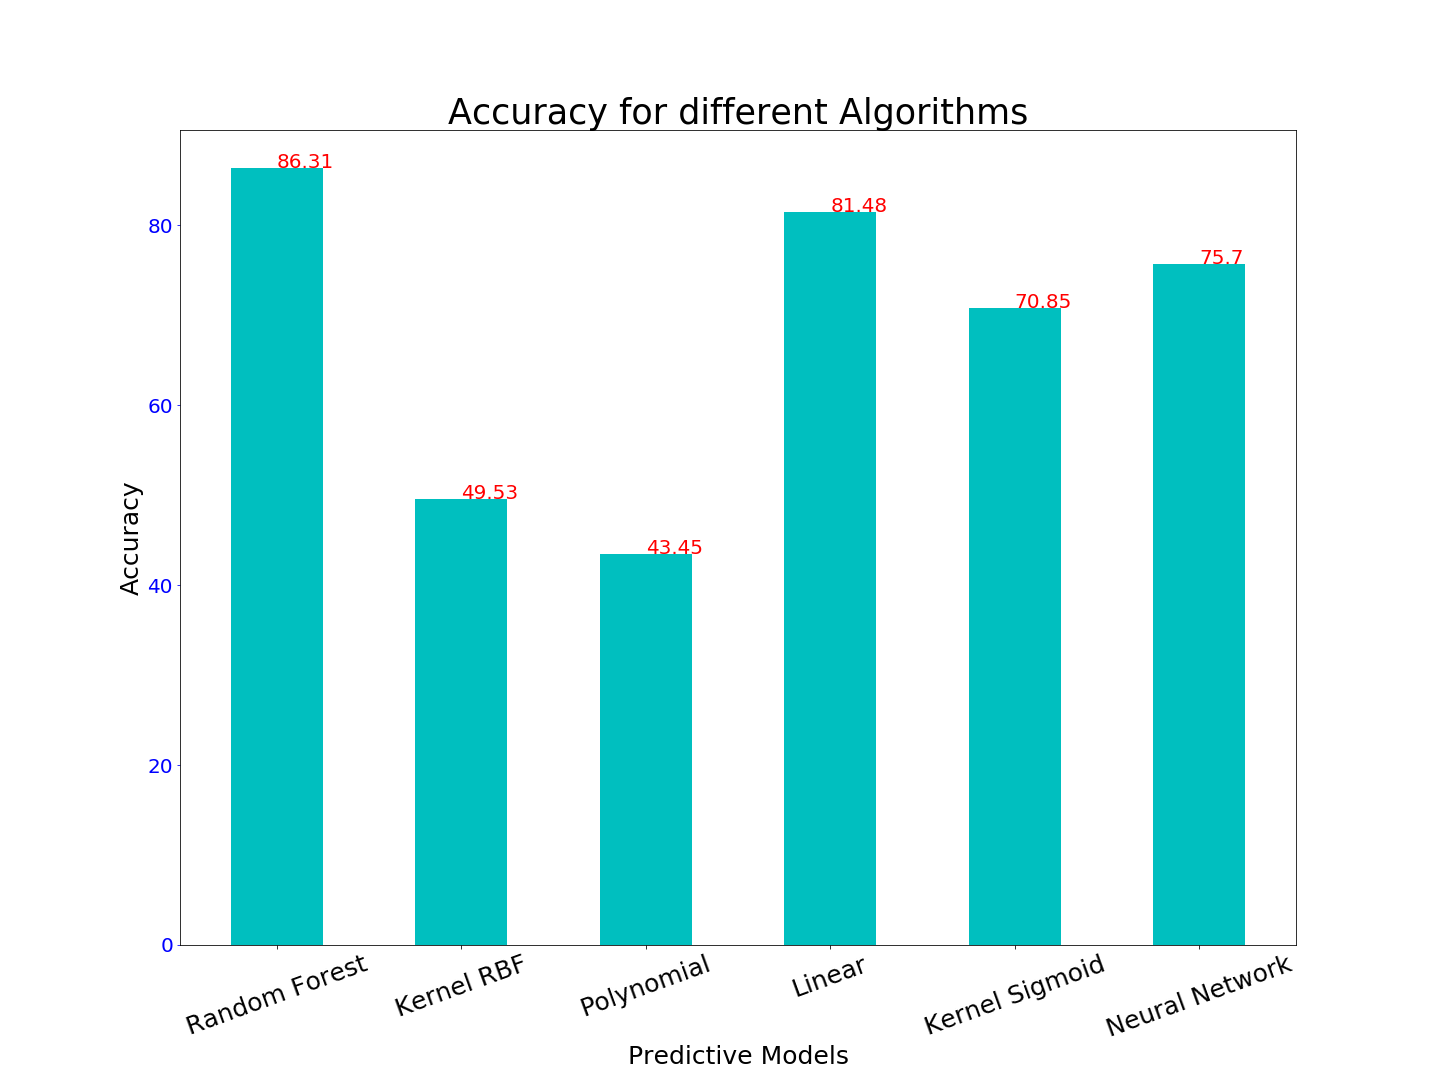 Accuracy for different Algorithms
86.31
81.48
80
75.7
70.85
60
49.53
43.45
Accuracy
40
20
0
Random Forest
Kernel RBF
Polynomial
Linear
Kernel Sigmoid
Neural Network
Predictive Models